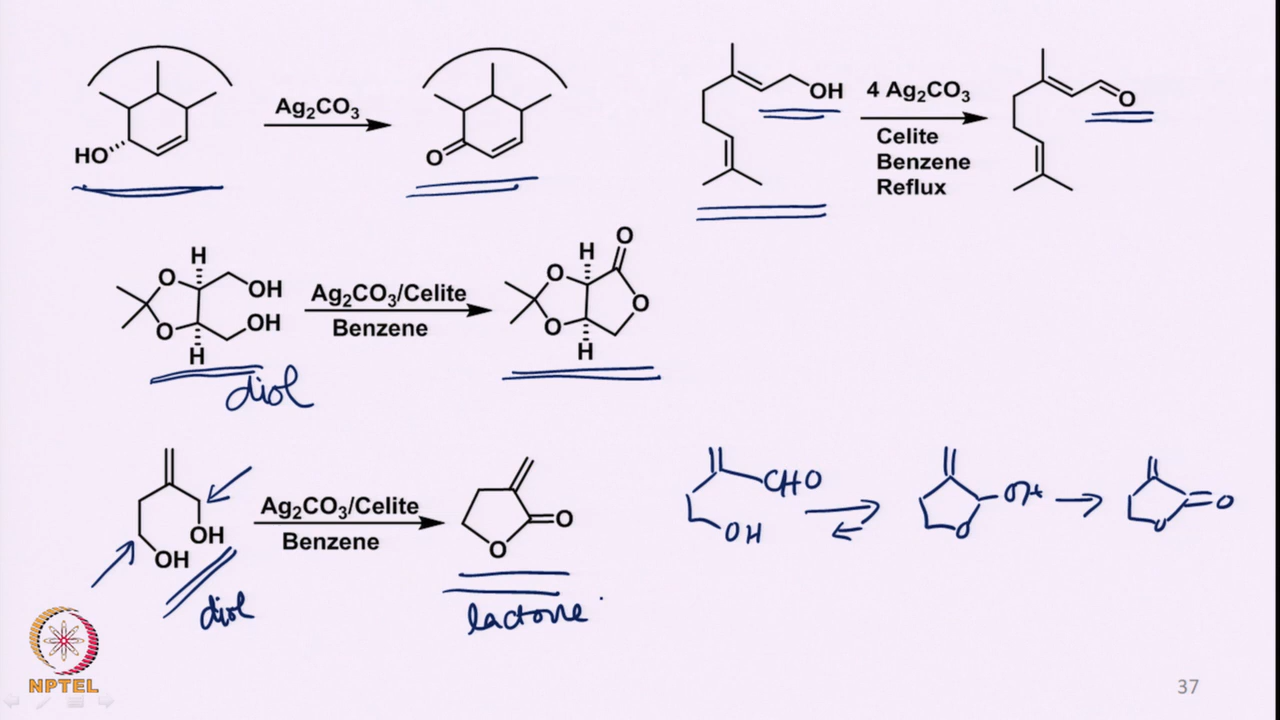 HO
Ag2CO3
O
OH
4 Ag2CO3
Celite
Benzene
Reflux
O
H
O
OH
O
OH
H
diol
Ag2CO3/Celite
Benzene
H
O
O
O
O
H
OH
OH
diol
Ag2CO3/Celite
Benzene
O
O
lactone
CHO
OH
OH
O
O
O
NPTEL
37